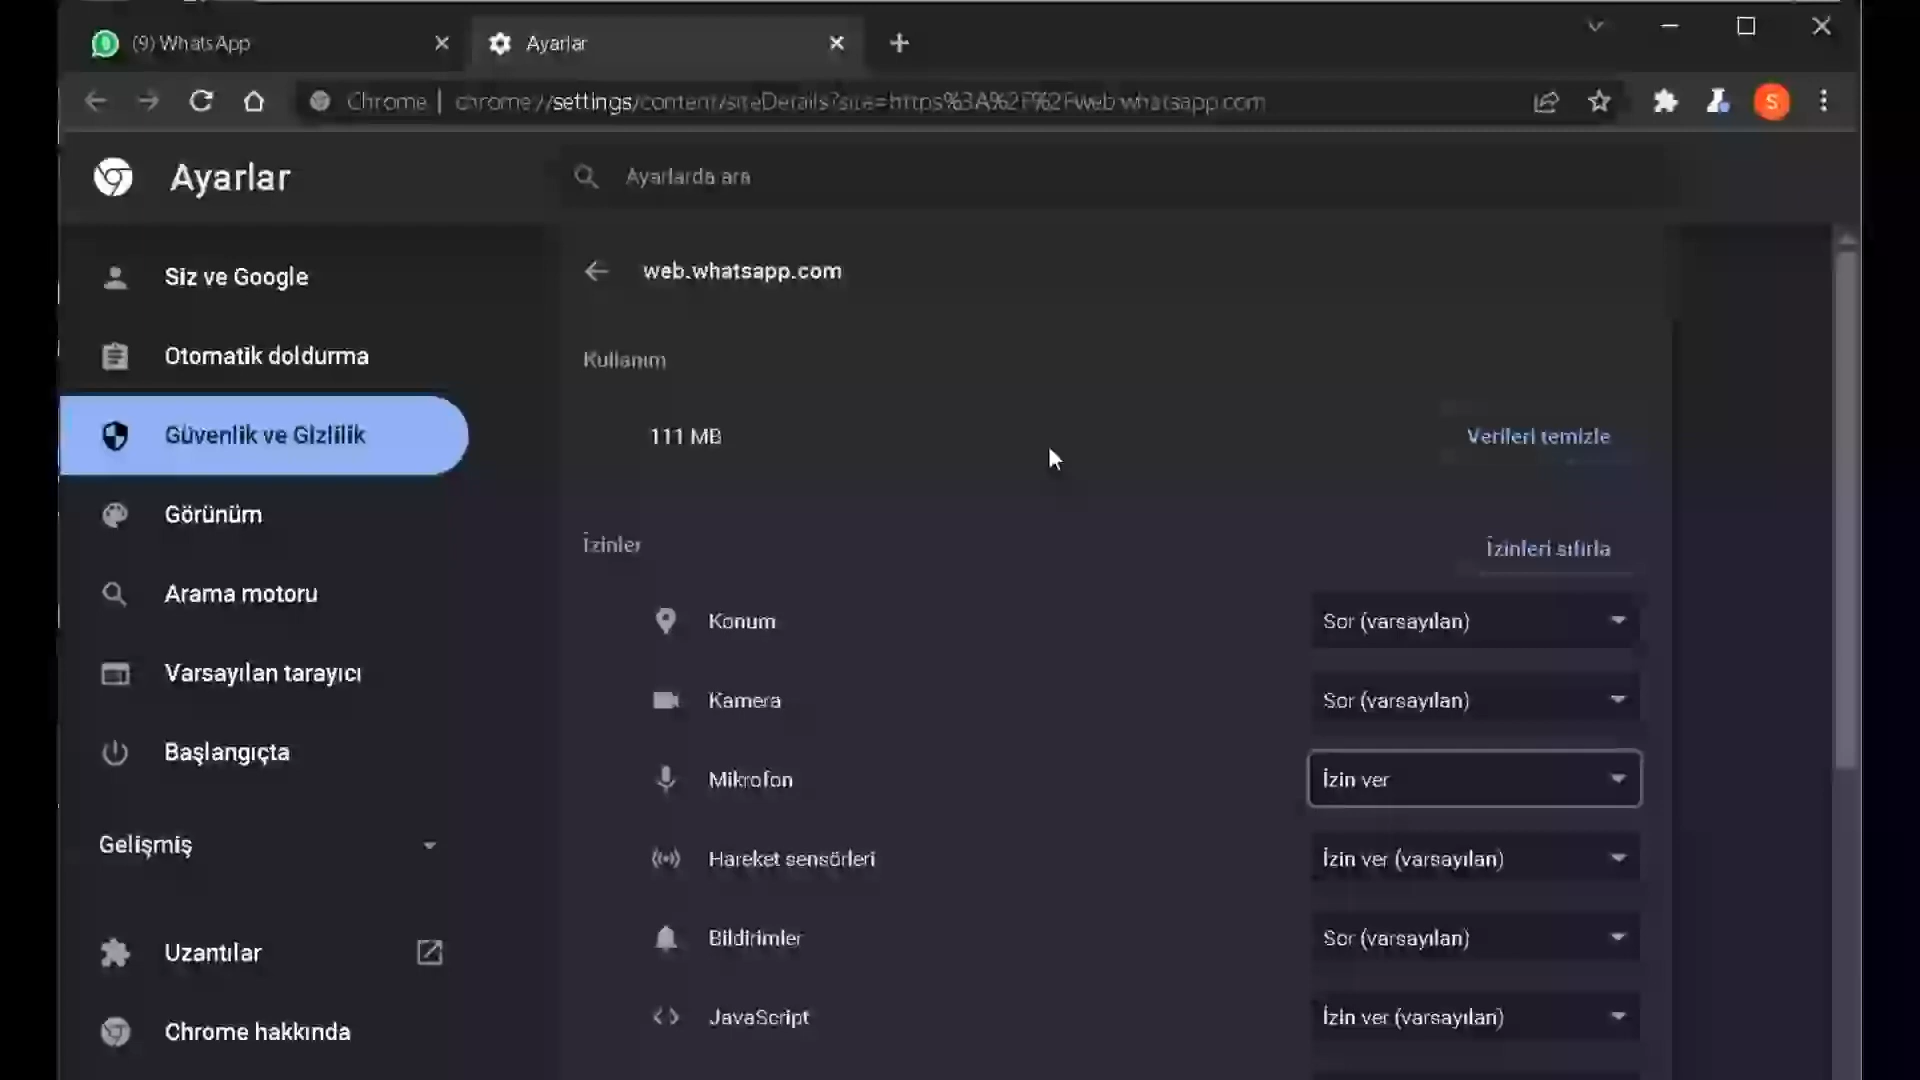 (9) WhatsApp
Ayarlar
Chrome | chrome://settings/content/siteDetails?site=https%3A%2F%2Fweb.whatsapp.com
S
Ayarlar
Ayarlarda ara
Siz ve Google
Otomatik doldurma
Güvenlik ve Gizlilik
Görünüm
Arama motoru
Varsayılan tarayıcı
Başlangıçta
Gelişmiş
Uzantılar
Chrome hakkında
web.whatsapp.com
Kullanım
111 MB
Verileri temizle
İzinler
İzinleri sıfırla
Konum
Sor (varsayılan)
Kamera
Sor (varsayılan)
Mikrofon
İzin ver
Hareket sensörleri
İzin ver (varsayılan)
Bildirimler
Sor (varsayılan)
JavaScript
İzin ver (varsayılan)